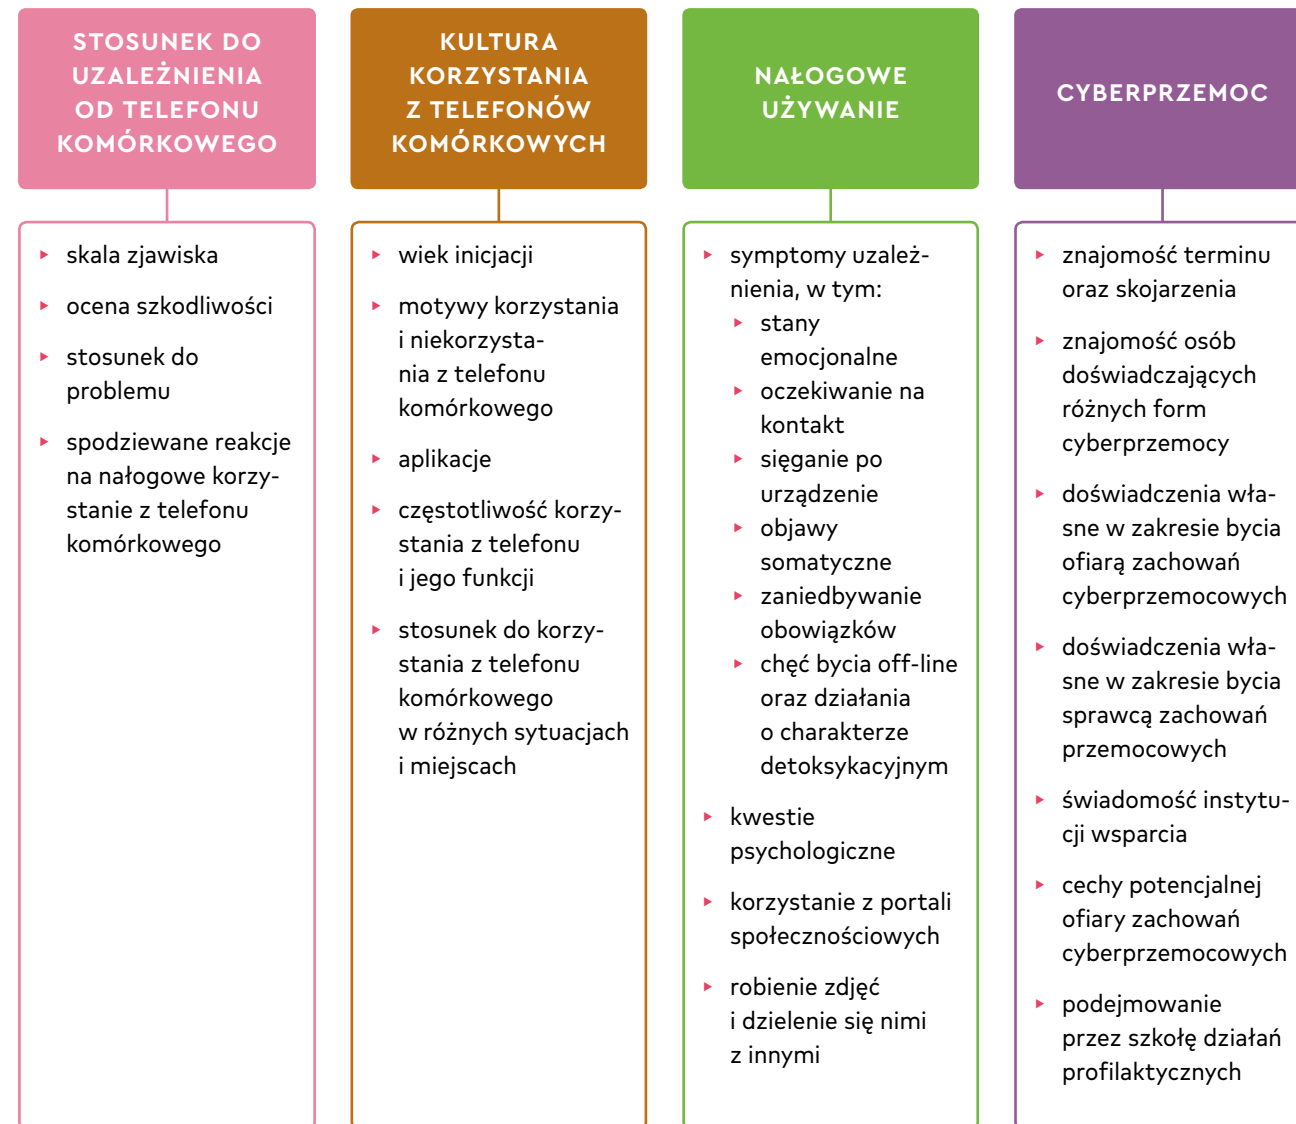 STOSUNEK DO
UZALEŻNIENIA
OD TELEFONU
KOMÓRKOWEGO
skala zjawiska
ocena szkodliwości
stosunek do
problemu
spodziewane reakcje
na nałogowe korzy-
stanie z telefonu
komórkowego
KULTURA
KORZYSTANIA
Z TELEFONÓW
KOMÓRKOWYCH
wiek inicjacji
motywy korzystania
i niekorzysta-
nia z telefonu
komórkowego
aplikacje
częstotliwość korzy-
stania z telefonu
i jego funkcji
stosunek do korzy-
stania z telefonu
komórkowego
w różnych sytuacjach
i miejscach
NAŁOGOWE
UŻYWANIE
symptomy uzależ-
nienia, w tym:
stany
emocjonalne
oczekiwanie na
kontakt
sięganie po
urządzenie
objawy
somatyczne
zaniedbywanie
obowiązków
chęć bycia off-line
oraz działania
o charakterze
detoksykacyjnym
kwestie
psychologiczne
korzystanie z portali
społecznościowych
robienie zdjęć
i dzielenie się nimi
z innymi
CYBERPRZEMOC
znajomość terminu
oraz skojarzenia
znajomość osób
doświadczających
różnych form
cyberprzemocy
doświadczenia wła-
sne w zakresie bycia
ofiarą zachowań
cyberprzemocowych
doświadczenia wła-
sne w zakresie bycia
sprawcą zachowań
przemocowych
świadomość instytu-
cji wsparcia
cechy potencjalnej
ofiary zachowań
cyberprzemocowych
podejmowanie
przez szkołę działań
profilaktycznych